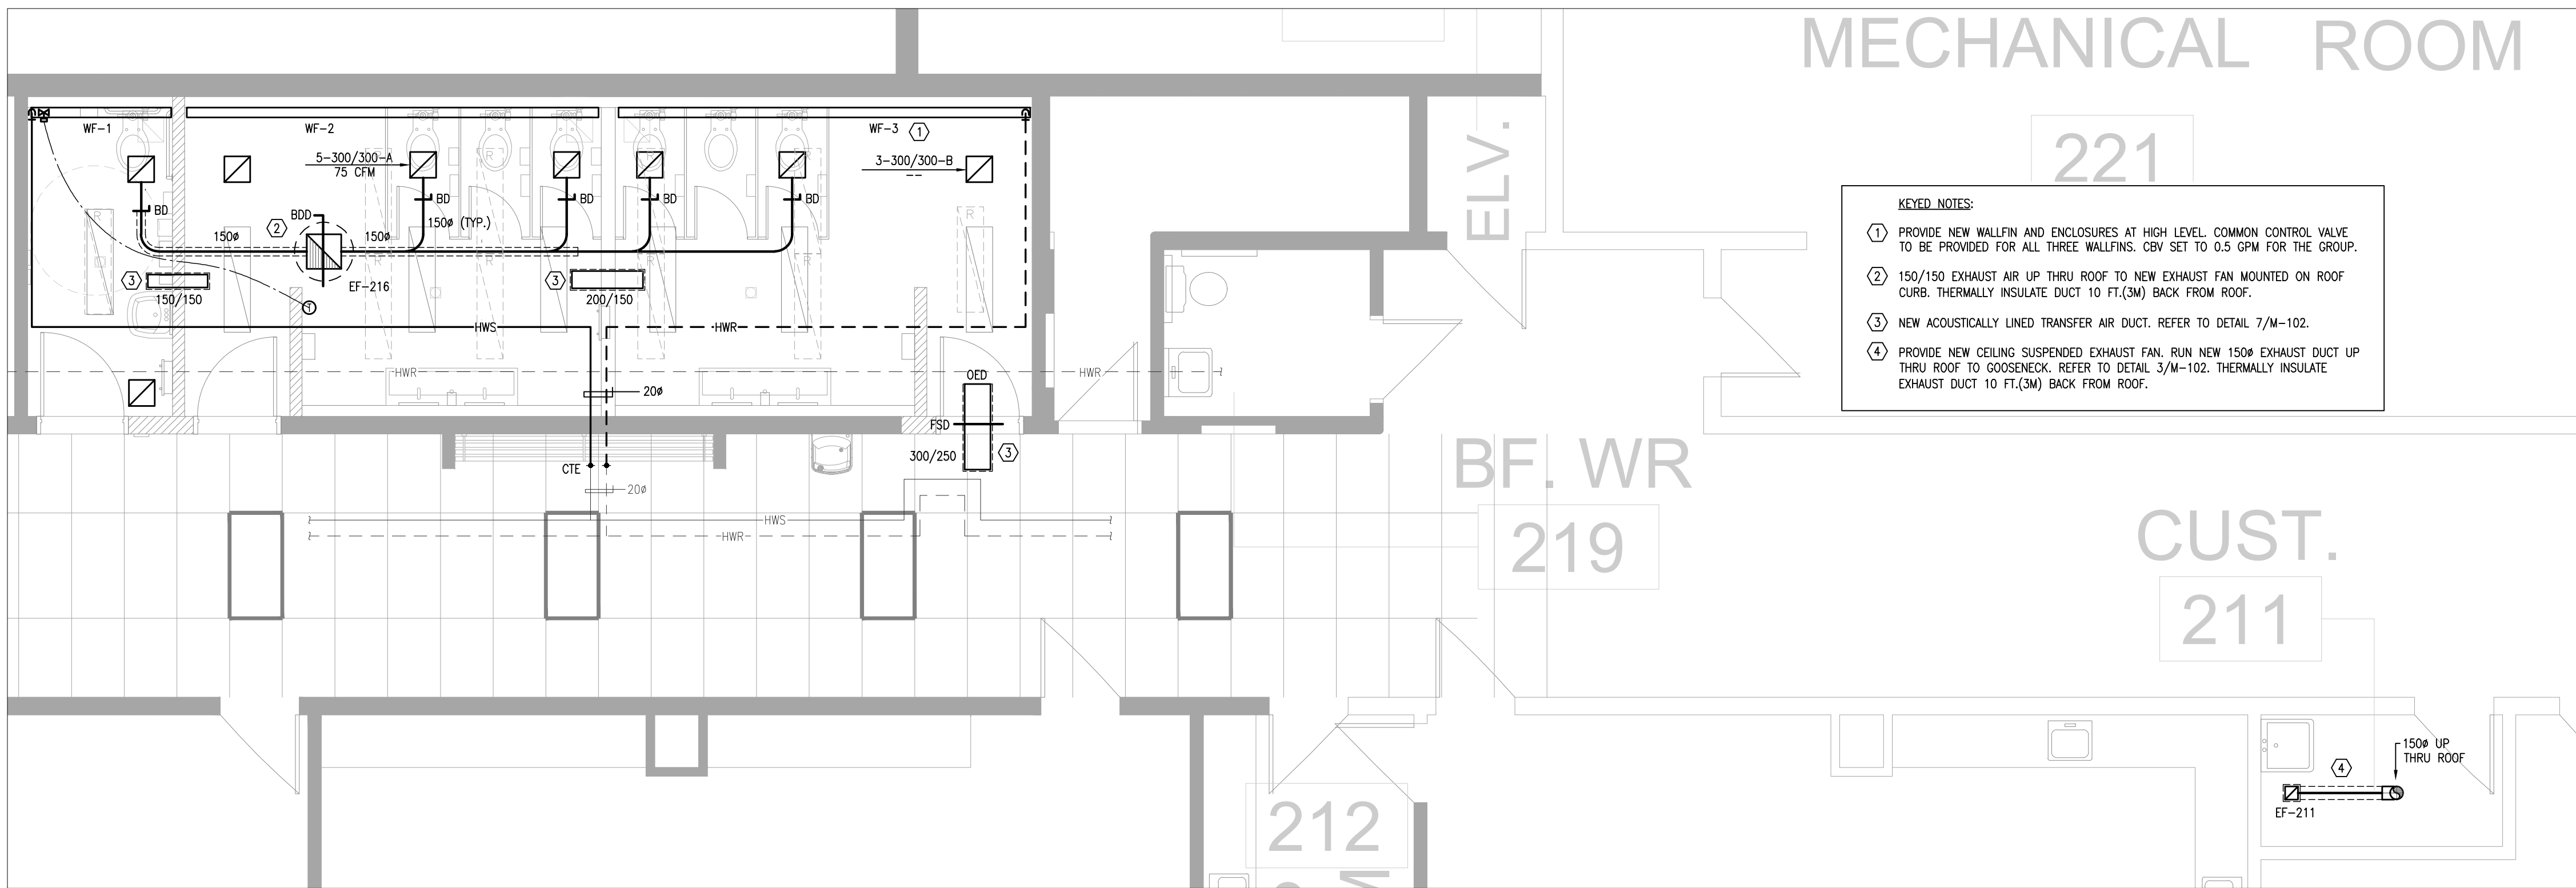 MECHANICAL ROOM
221
ELV.
WF-1
WF-2
WF-3
1
5-300/300-A
75 CFM
3-300/300-B
--
R
R
R
R
R
R
R
R
BD
BD
BD
BD
BD
BDD
2
150ø
150ø
150ø (TYP.)
EF-216
3
150/150
3
200/150
T
HWS
HWR
HWR
HWR
20ø
OED
FSD
300/250
3
CTE
20ø
HWS
HWR
KEYED NOTES:
1 PROVIDE NEW WALLFIN AND ENCLOSURES AT HIGH LEVEL. COMMON CONTROL VALVE
TO BE PROVIDED FOR ALL THREE WALLFINS. CBV SET TO 0.5 GPM FOR THE GROUP.
2 150/150 EXHAUST AIR UP THRU ROOF TO NEW EXHAUST FAN MOUNTED ON ROOF
CURB. THERMALLY INSULATE DUCT 10 FT.(3M) BACK FROM ROOF.
3 NEW ACOUSTICALLY LINED TRANSFER AIR DUCT. REFER TO DETAIL 7/M-102.
4 PROVIDE NEW CEILING SUSPENDED EXHAUST FAN. RUN NEW 150ø EXHAUST DUCT UP
THRU ROOF TO GOOSENECK. REFER TO DETAIL 3/M-102. THERMALLY INSULATE
EXHAUST DUCT 10 FT.(3M) BACK FROM ROOF.
BF. WR
219
CUST.
211
212
4
150ø UP
THRU ROOF
EF-211